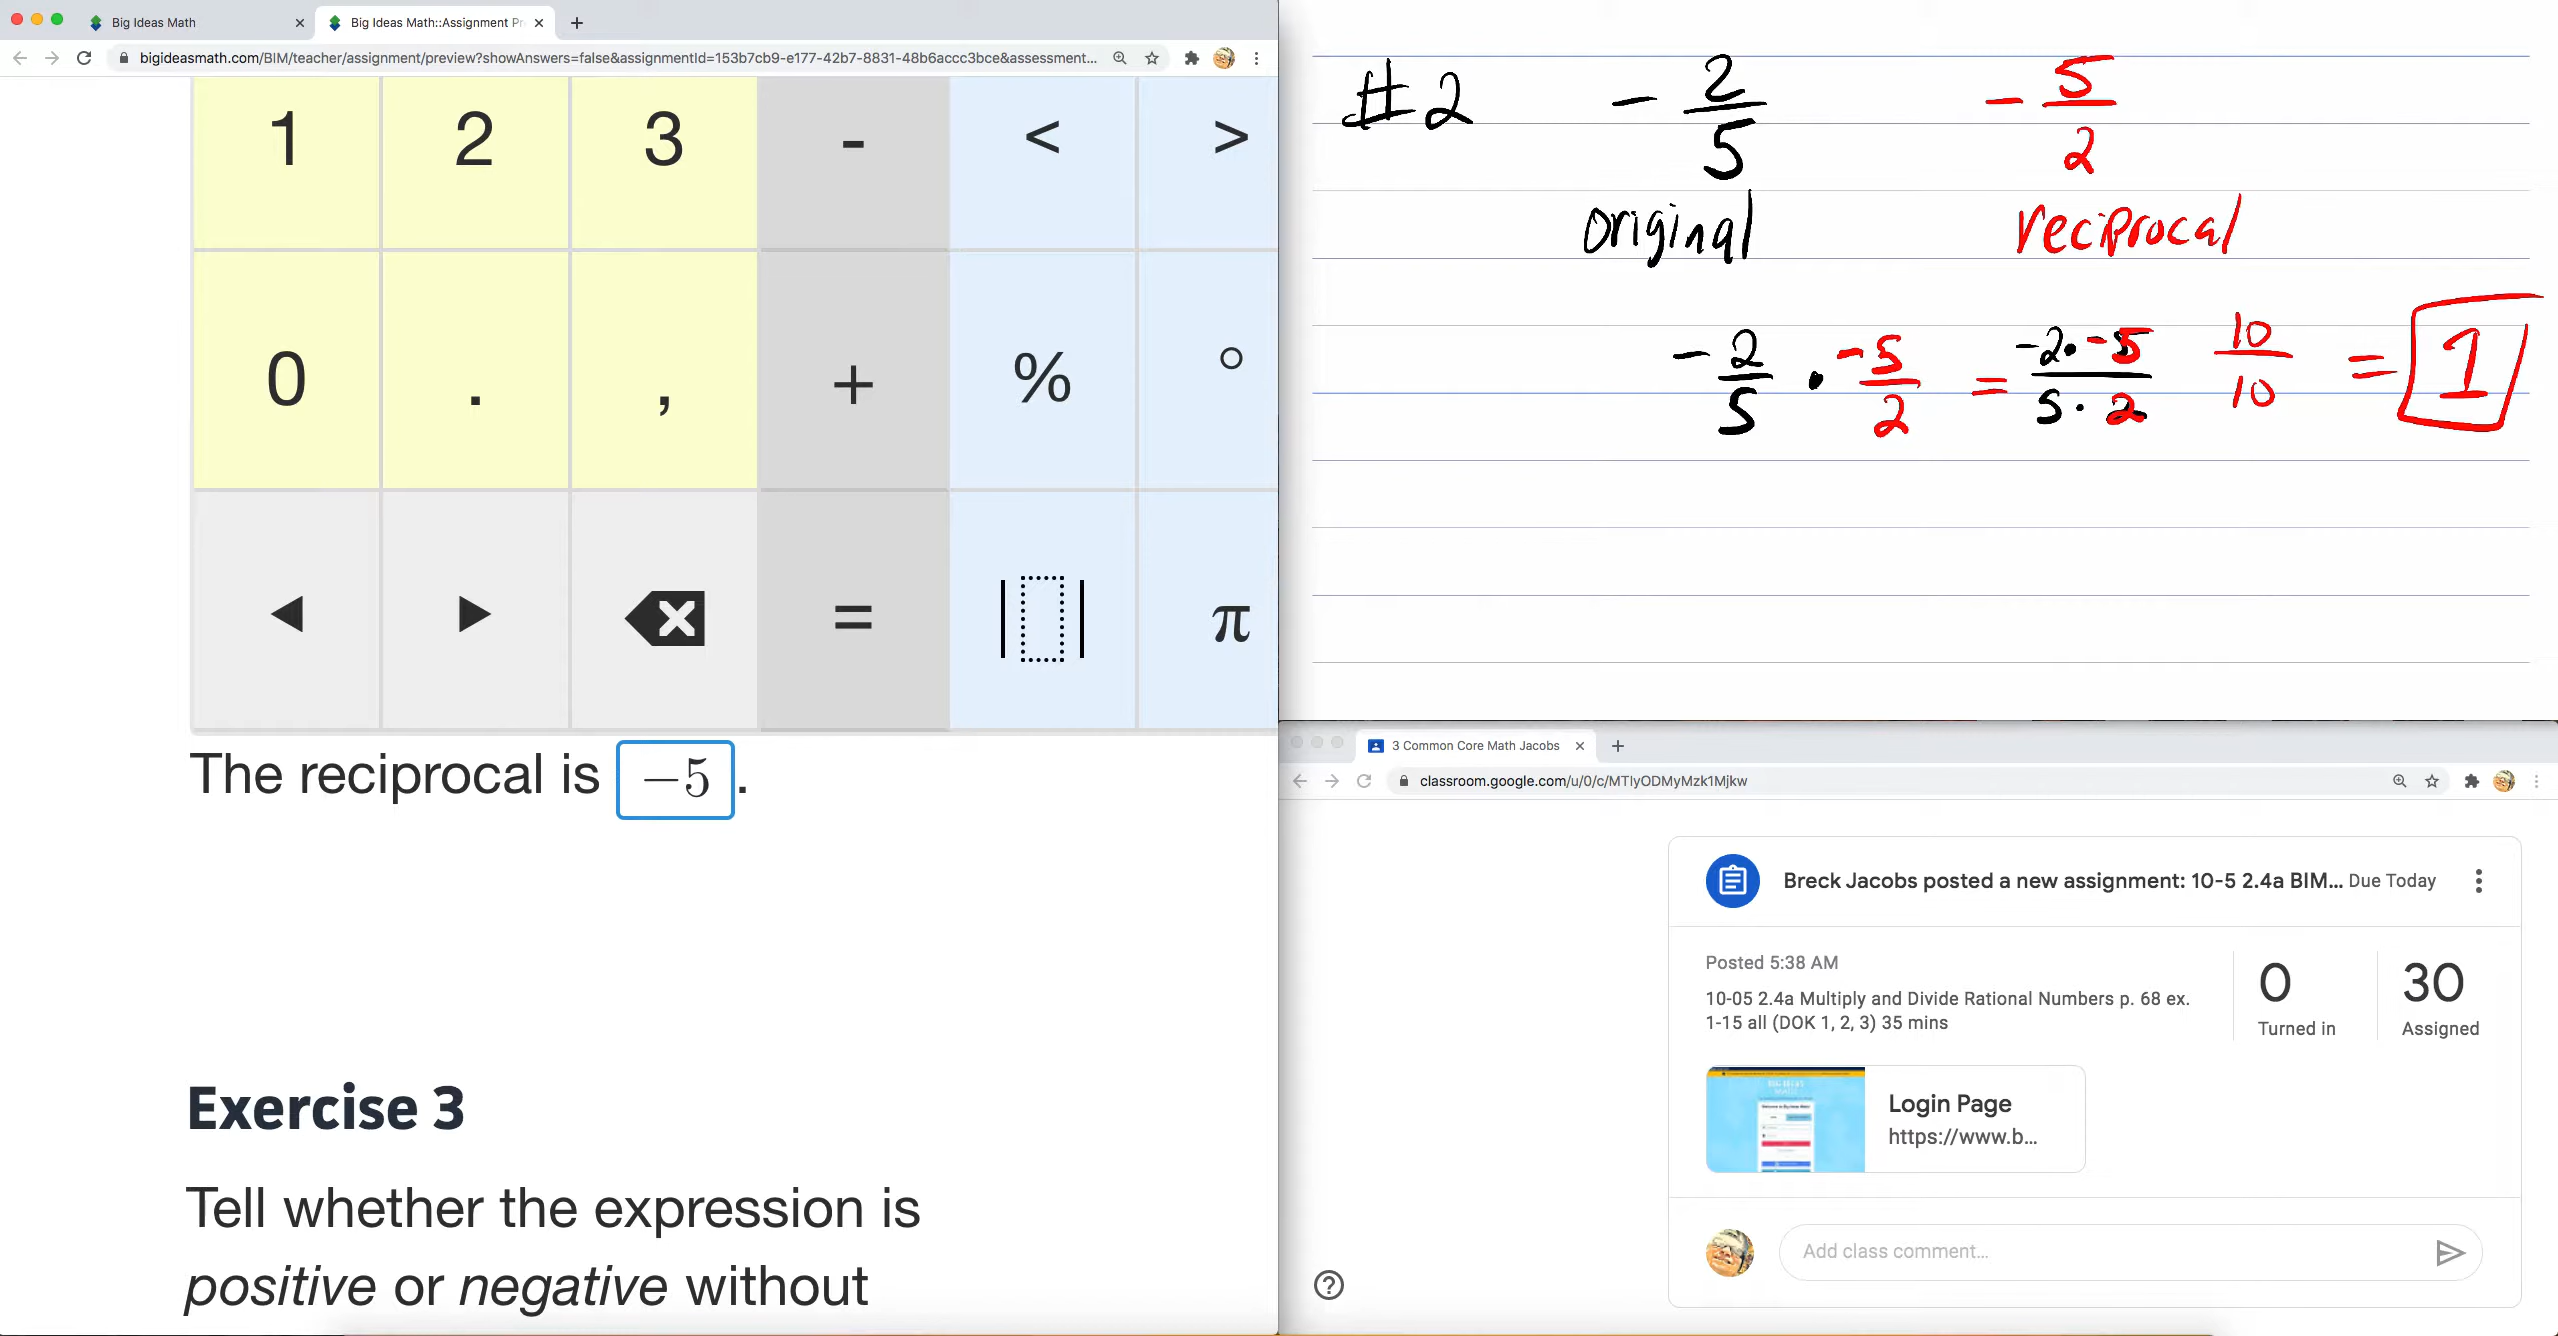 Big Ideas Math
Big Ideas Math::Assignment Pr
bigideasmath.com/BIM/teacher/assignment/preview?showAnswers=false&assignmentId=153b7cb9-e177-42b7-8831-48b6accc3bce&assessment...
1 2 3 - < >
0 . , + % °
◀ ▶ = | | π
The reciprocal is −5.
Exercise 3
Tell whether the expression is
positive or negative without
#2 - 2/5 - 5/2
original reciprocal
- 2/5 · -5/2 = -2·-5/5·2 10/10 = 1
3 Common Core Math Jacobs
classroom.google.com/u/0/c/MTIyODMyMzk1Mjkw
Breck Jacobs posted a new assignment: 10-5 2.4a BIM... Due Today
Posted 5:38 AM
10-05 2.4a Multiply and Divide Rational Numbers p. 68 ex.
1-15 all (DOK 1, 2, 3) 35 mins
0 30
Turned in Assigned
Login Page
https://www.b...
Add class comment...